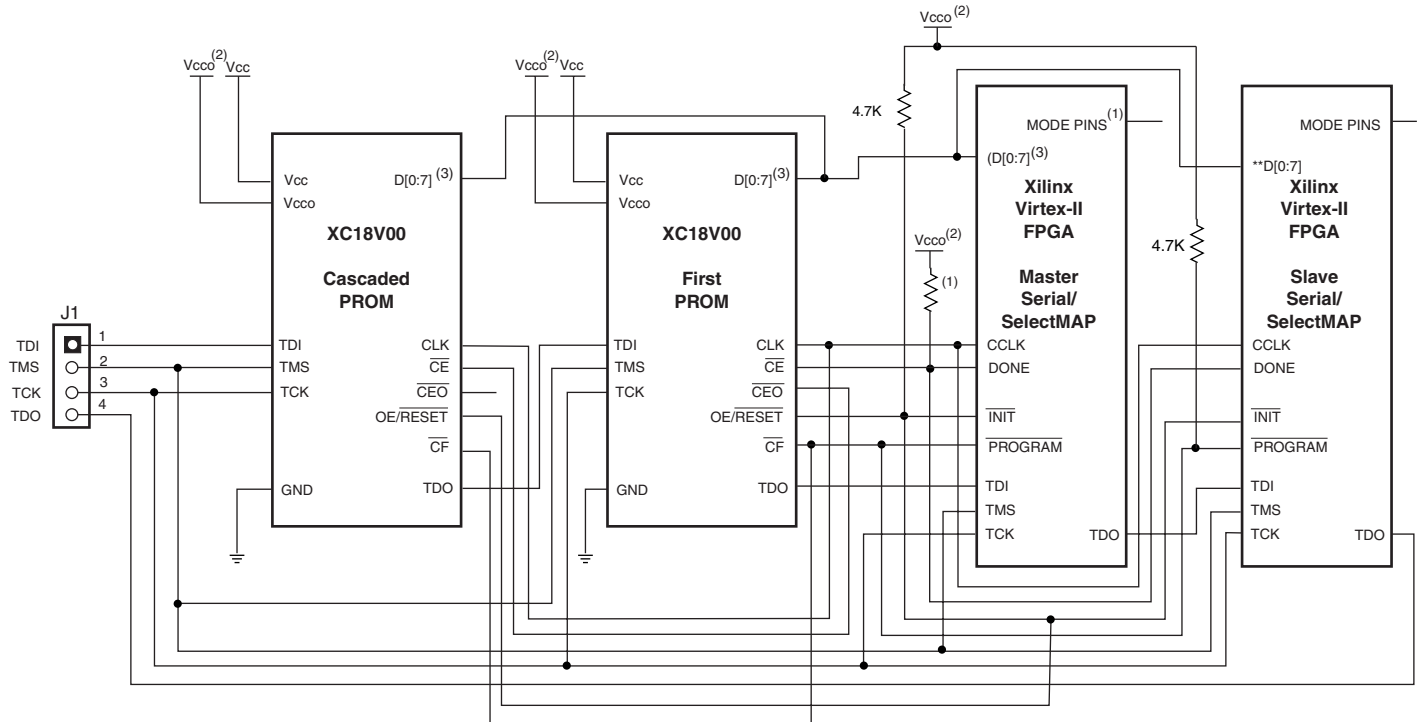 Vcco(2) Vcc
Vcco(2) Vcc
Vcco(2)
4.7K
Vcco(2)
(1)
4.7K
J1
TDI 1
TMS 2
TCK 3
TDO 4
Vcc
Vcco
D[0:7](3)
XC18V00
Cascaded
PROM
TDI
TMS
TCK
GND
CLK
CE
CEO
OE/RESET
CF
TDO
Vcc
Vcco
D[0:7](3)
XC18V00
First
PROM
TDI
TMS
TCK
GND
CLK
CE
CEO
OE/RESET
CF
TDO
MODE PINS(1)
(D[0:7](3)
Xilinx
Virtex-II
FPGA
Master
Serial/
SelectMAP
CCLK
DONE
INIT
PROGRAM
TDI
TMS
TCK
TDO
MODE PINS
**D[0:7]
Xilinx
Virtex-II
FPGA
Slave
Serial/
SelectMAP
CCLK
DONE
INIT
PROGRAM
TDI
TMS
TCK
TDO